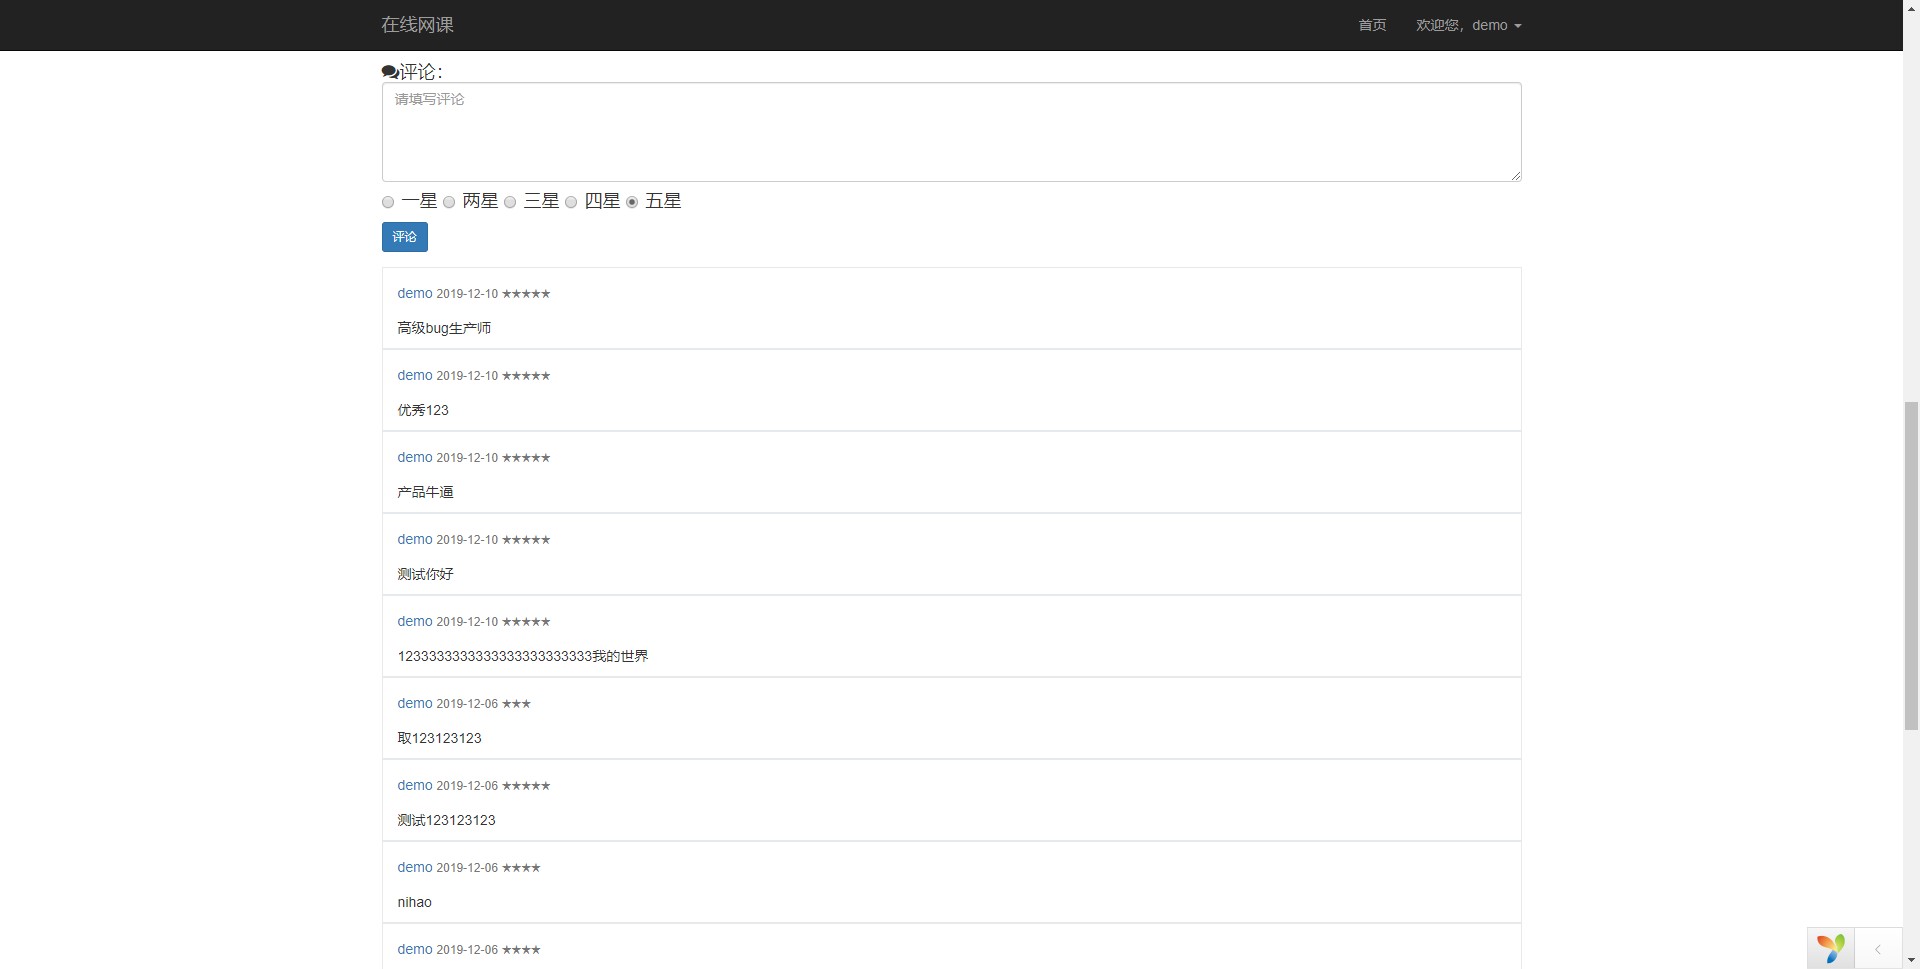 在线网课 首页 欢迎您，demo
评论：
请填写评论
一星 两星 三星 四星 五星
评论
demo 2019-12-10 ★★★★★
高级bug生产师
demo 2019-12-10 ★★★★★
优秀123
demo 2019-12-10 ★★★★★
产品牛逼
demo 2019-12-10 ★★★★★
测试你好
demo 2019-12-10 ★★★★★
12333333333333333333333333我的世界
demo 2019-12-06 ★★★
取123123123
demo 2019-12-06 ★★★★★
测试123123123
demo 2019-12-06 ★★★★
nihao
demo 2019-12-06 ★★★★